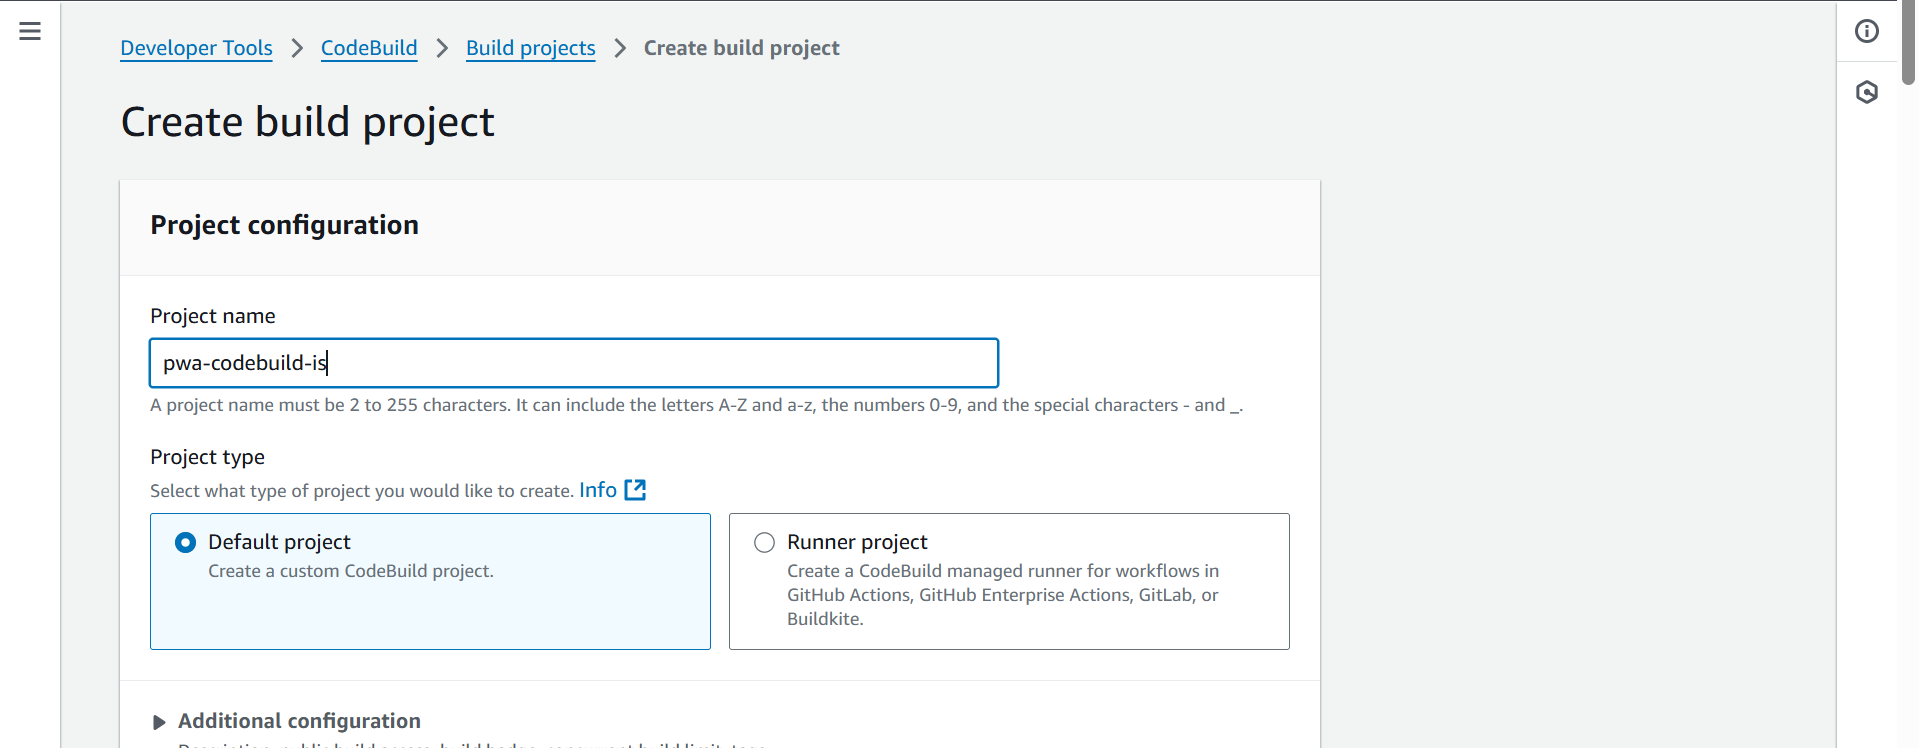 Developer Tools > CodeBuild > Build projects > Create build project
Create build project
Project configuration
Project name
pwa-codebuild-is
A project name must be 2 to 255 characters. It can include the letters A-Z and a-z, the numbers 0-9, and the special characters - and _.
Project type
Select what type of project you would like to create. Info
Default project
Create a custom CodeBuild project.
Runner project
Create a CodeBuild managed runner for workflows in
GitHub Actions, GitHub Enterprise Actions, GitLab, or
Buildkite.
Additional configuration